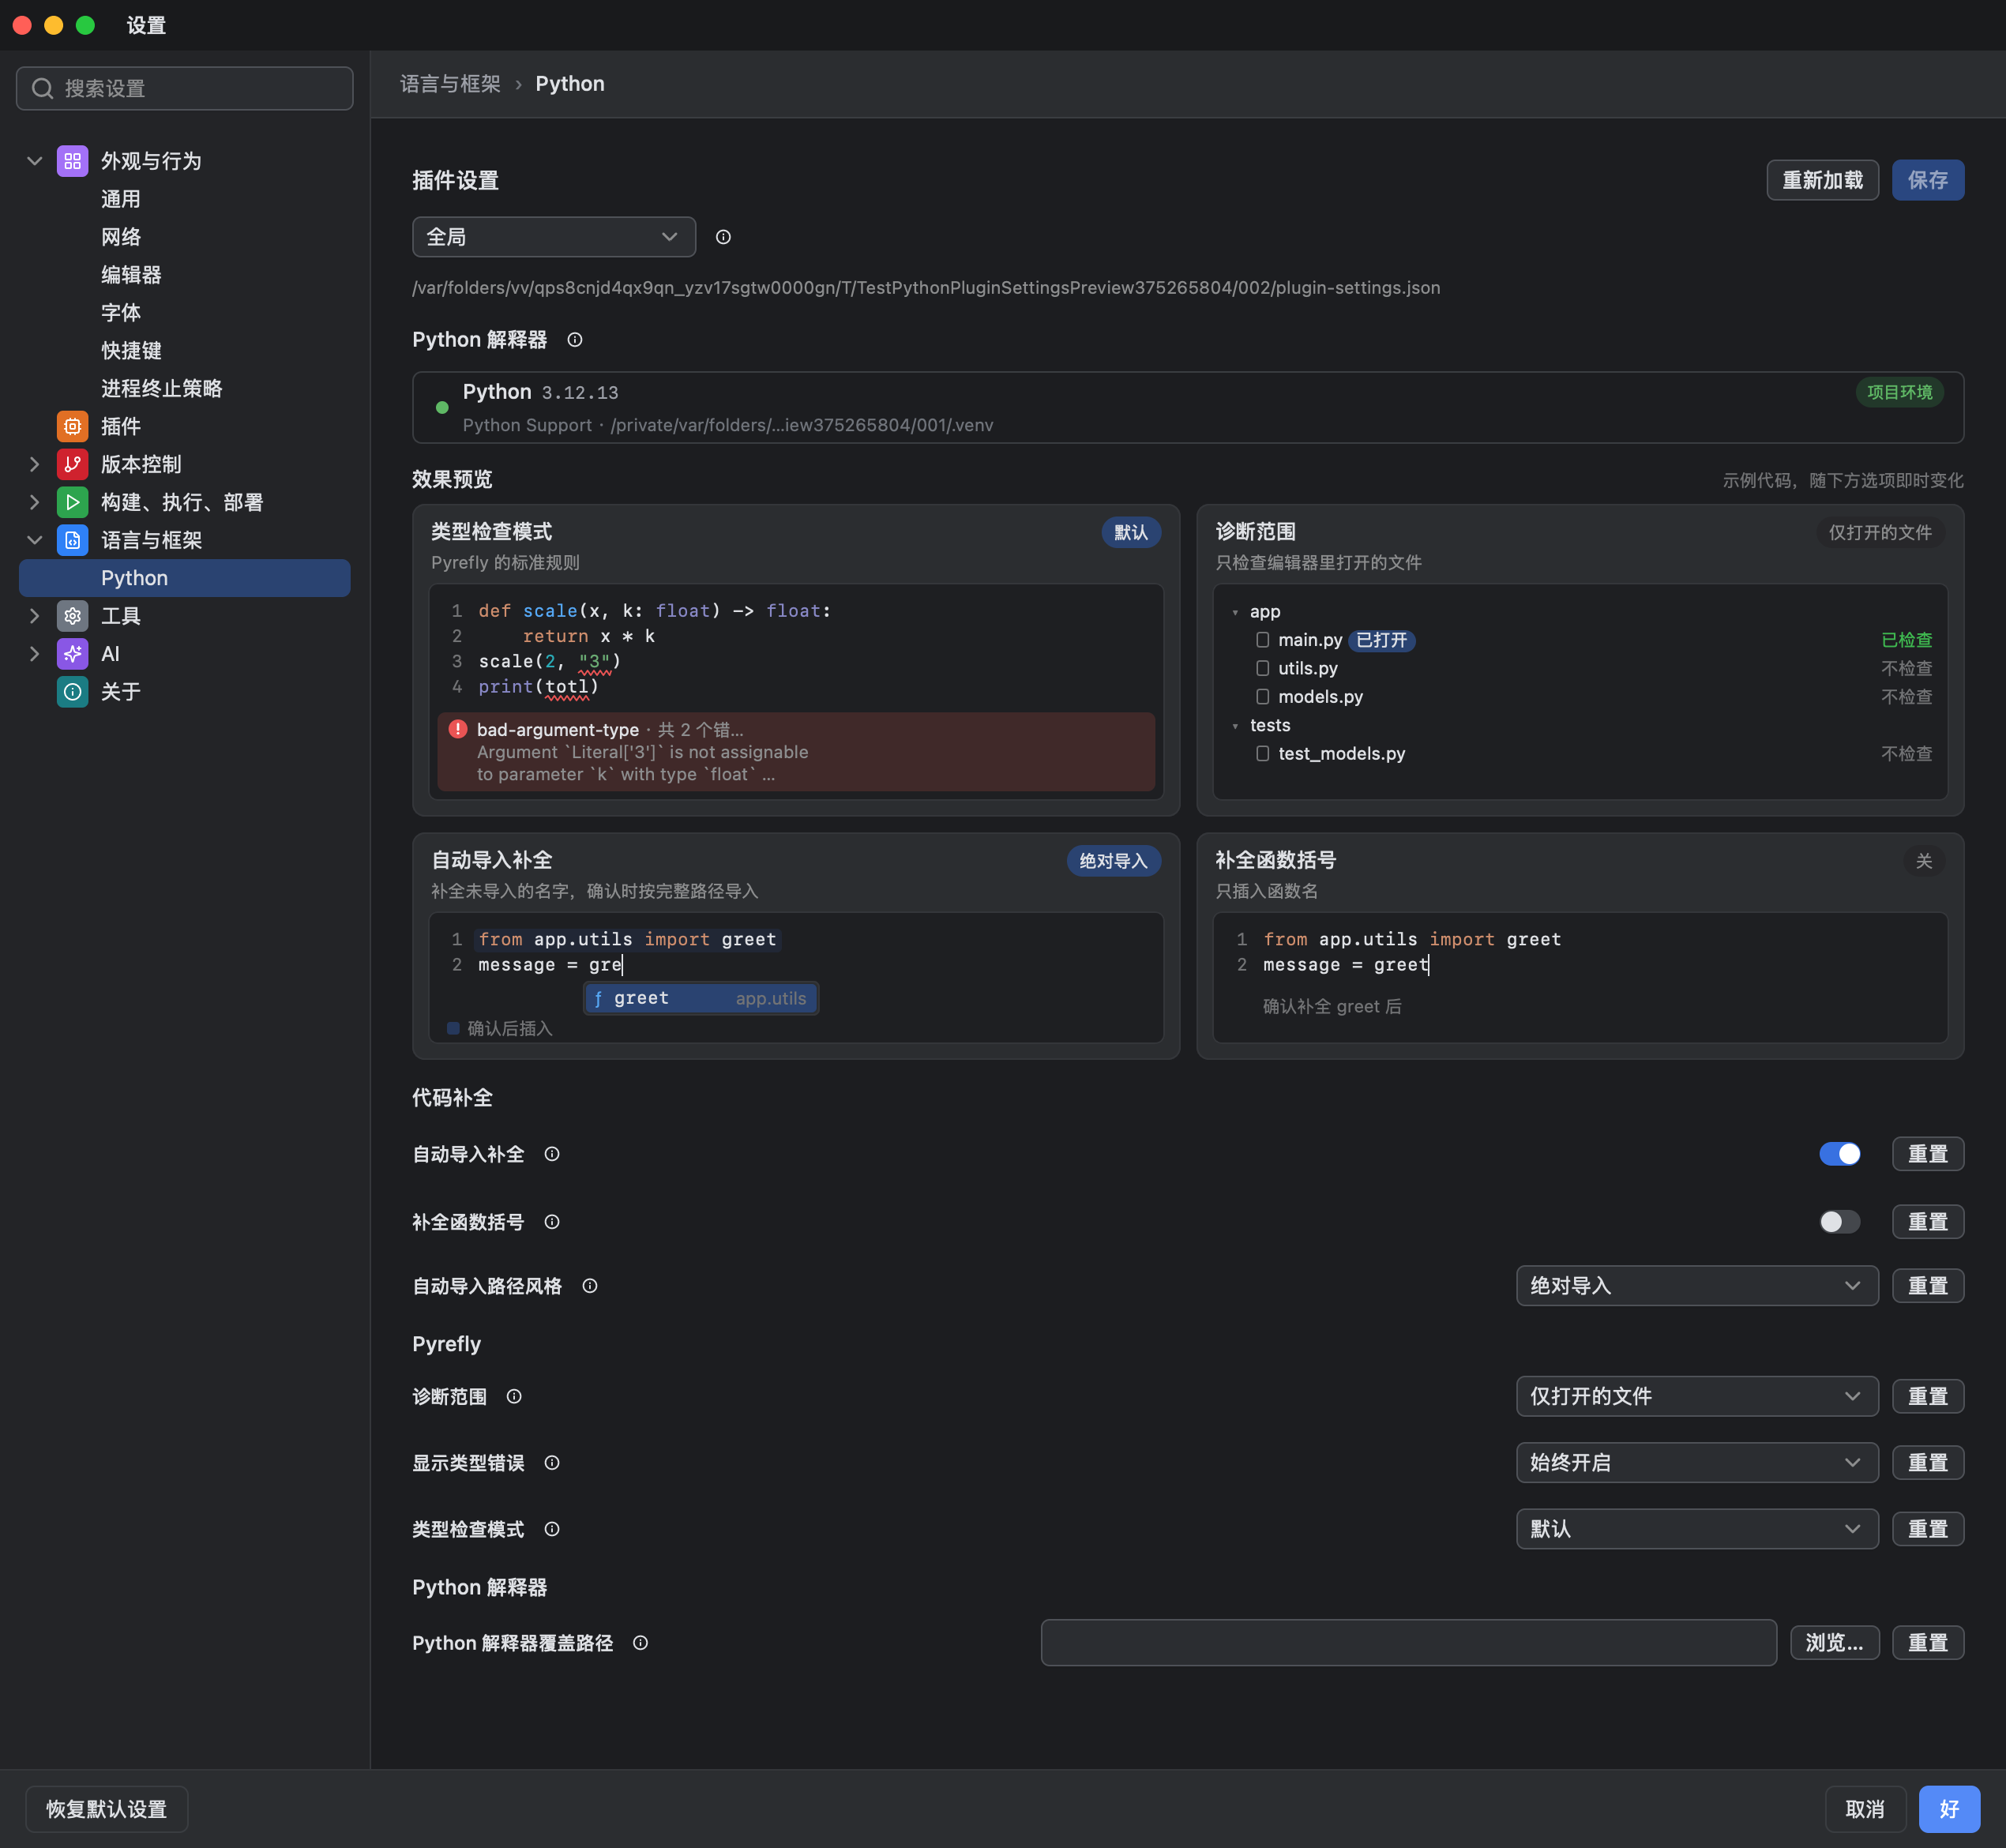 设置
搜索设置
外观与行为
通用
网络
编辑器
字体
快捷键
进程终止策略
插件
版本控制
构建、执行、部署
语言与框架
Python
工具
AI
关于
语言与框架 › Python
插件设置
重新加载
保存
全局
/var/folders/vv/qps8cnjd4qx9qn_yzv17sgtw0000gn/T/TestPythonPluginSettingsPreview375265804/002/plugin-settings.json
Python 解释器
Python 3.12.13
项目环境
Python Support · /private/var/folders/...iew375265804/001/.venv
效果预览
示例代码，随下方选项即时变化
类型检查模式
默认
Pyrefly 的标准规则
1 def scale(x, k: float) -> float:
2     return x * k
3 scale(2, "3")
4 print(totl)
bad-argument-type · 共 2 个错...
Argument `Literal['3']` is not assignable
to parameter `k` with type `float` ...
诊断范围
仅打开的文件
只检查编辑器里打开的文件
app
main.py 已打开 已检查
utils.py 不检查
models.py 不检查
tests
test_models.py 不检查
自动导入补全
绝对导入
补全未导入的名字，确认时按完整路径导入
1 from app.utils import greet
2 message = gre
f greet app.utils
确认后插入
补全函数括号
关
只插入函数名
1 from app.utils import greet
2 message = greet
确认补全 greet 后
代码补全
自动导入补全
重置
补全函数括号
重置
自动导入路径风格
绝对导入
重置
Pyrefly
诊断范围
仅打开的文件
重置
显示类型错误
始终开启
重置
类型检查模式
默认
重置
Python 解释器
Python 解释器覆盖路径
浏览...
重置
恢复默认设置
取消
好